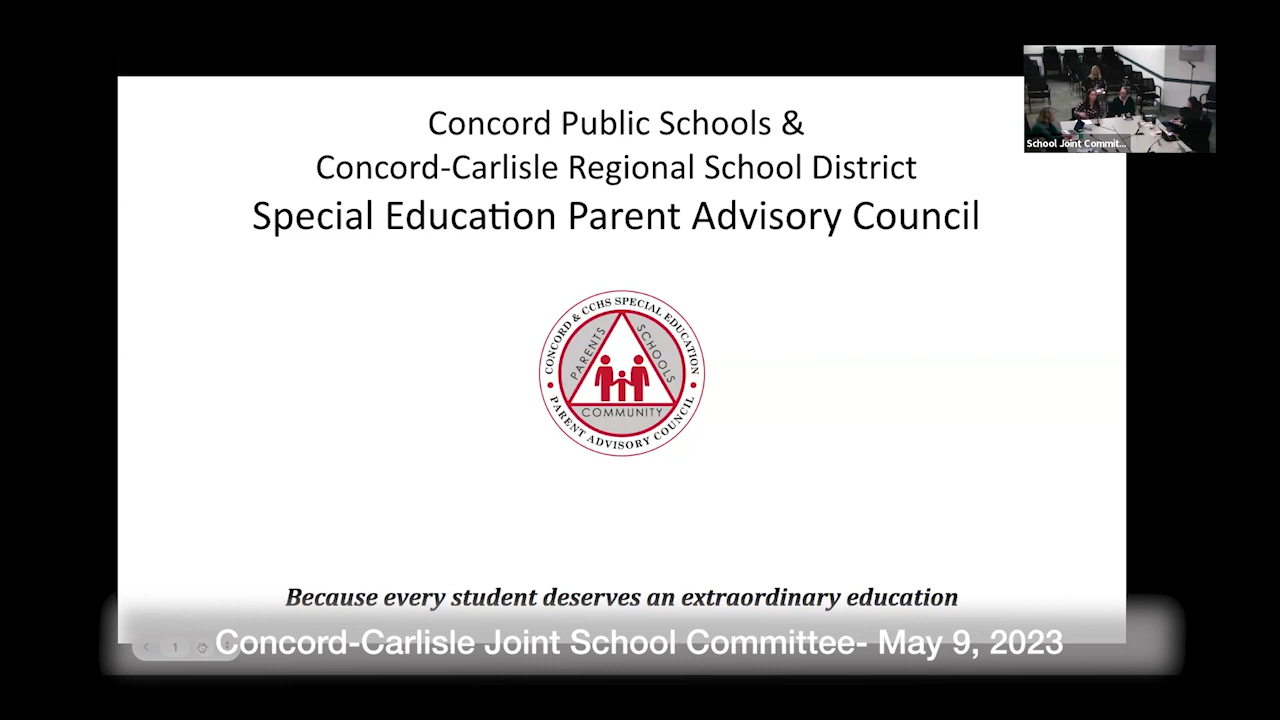 Concord Public Schools &
Concord-Carlisle Regional School District
Special Education Parent Advisory Council
School Joint Commit...
CONCORD & CCHS SPECIAL EDUCATION
PARENTS
SCHOOLS
COMMUNITY
• PARENT ADVISORY COUNCIL •
Because every student deserves an extraordinary education
1
Concord-Carlisle Joint School Committee- May 9, 2023